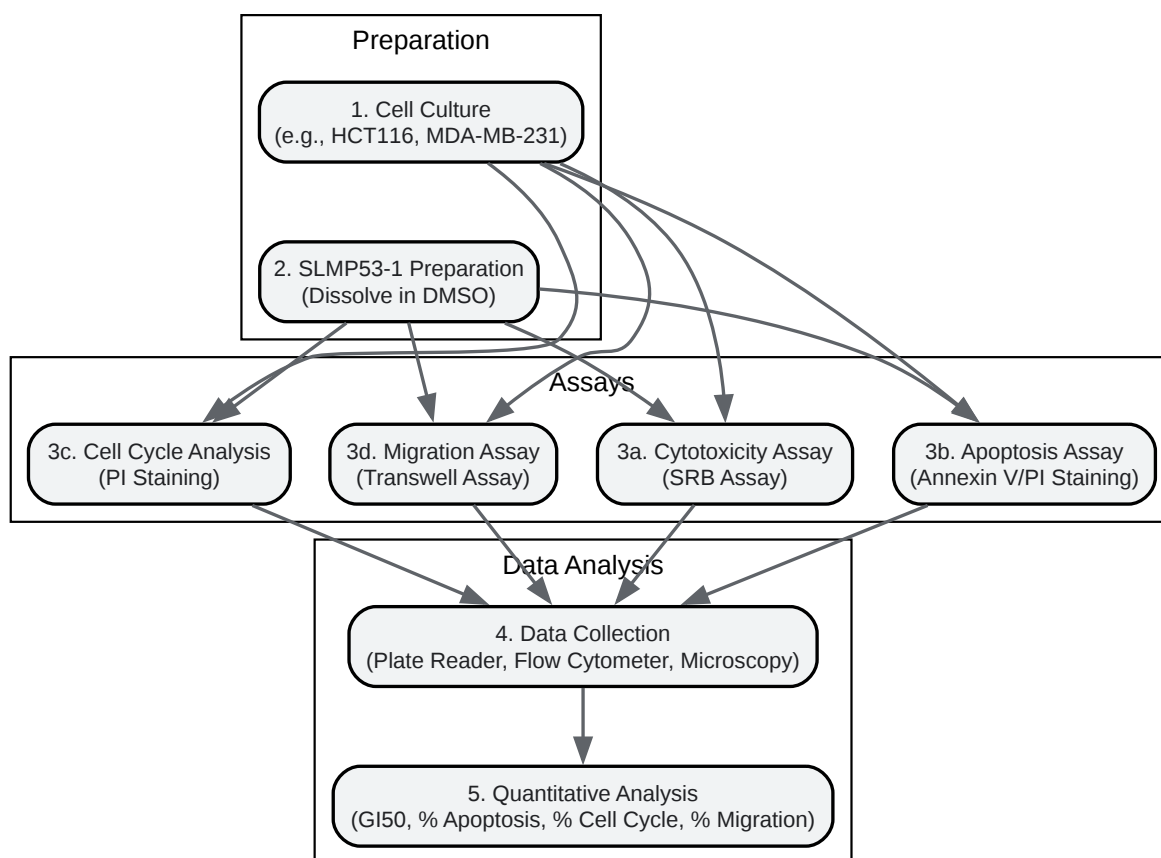 Preparation
1. Cell Culture
(e.g., HCT116, MDA-MB-231)
2. SLMP53-1 Preparation
(Dissolve in DMSO)
Assays
3c. Cell Cycle Analysis
(PI Staining)
3d. Migration Assay
(Transwell Assay)
3a. Cytotoxicity Assay
(SRB Assay)
3b. Apoptosis Assay
(Annexin V/PI Staining)
Data Analysis
4. Data Collection
(Plate Reader, Flow Cytometer, Microscopy)
5. Quantitative Analysis
(GI50, % Apoptosis, % Cell Cycle, % Migration)